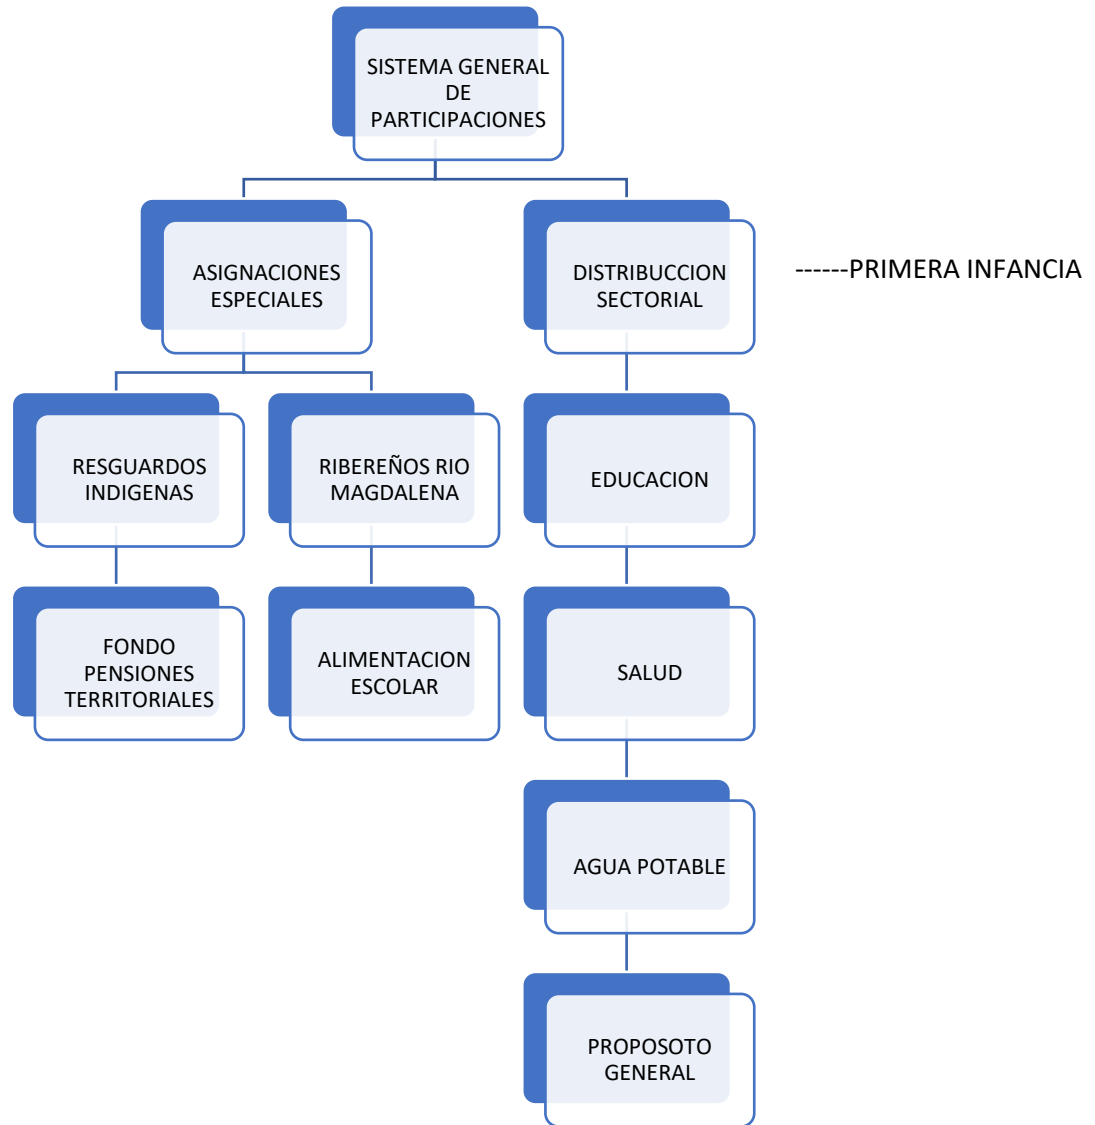 SISTEMA GENERAL
DE
PARTICIPACIONES
ASIGNACIONES
ESPECIALES
DISTRIBUCCION
SECTORIAL
------PRIMERA INFANCIA
RESGUARDOS
INDIGENAS
RIBEREÑOS RIO
MAGDALENA
EDUCACION
FONDO
PENSIONES
TERRITORIALES
ALIMENTACION
ESCOLAR
SALUD
AGUA POTABLE
PROPOSOTO
GENERAL